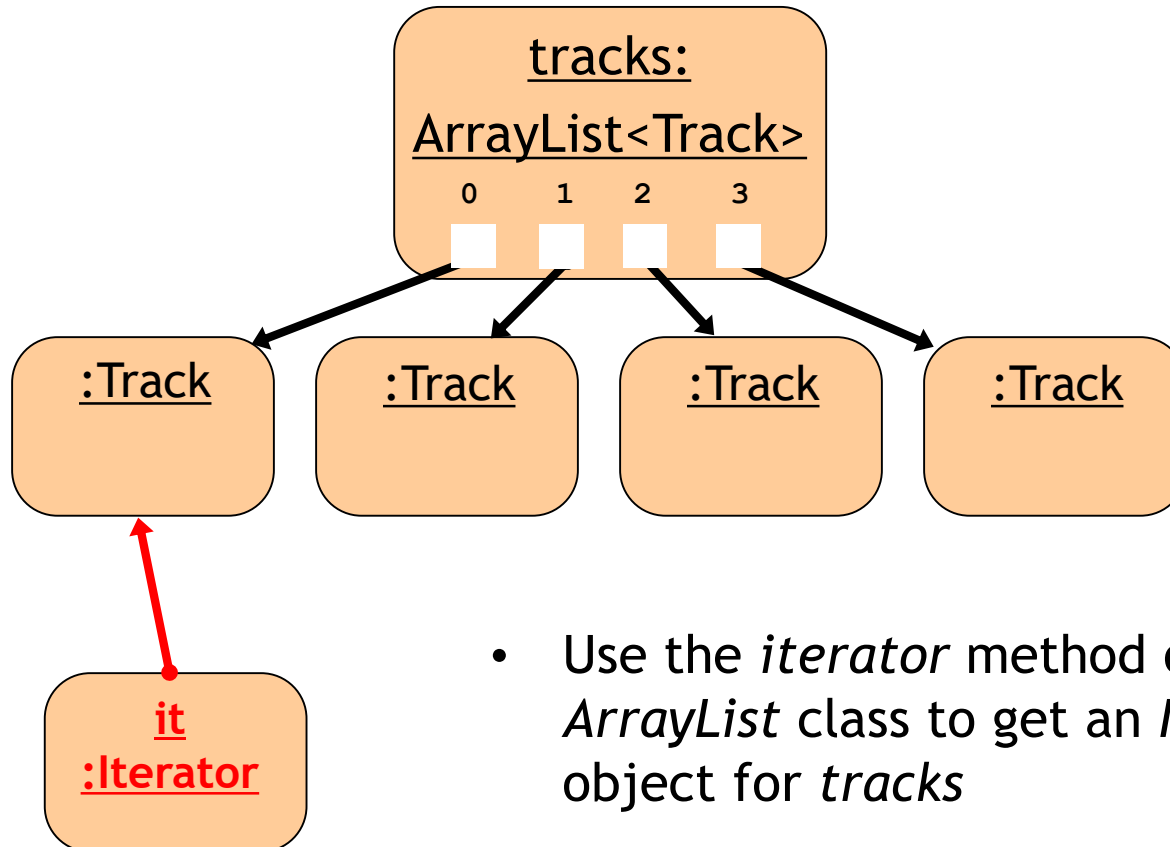 tracks:
ArrayList<Track>
0 1 2 3
:Track :Track :Track :Track
it
:Iterator
• Use the iterator method
ArrayList class to get an
object for tracks